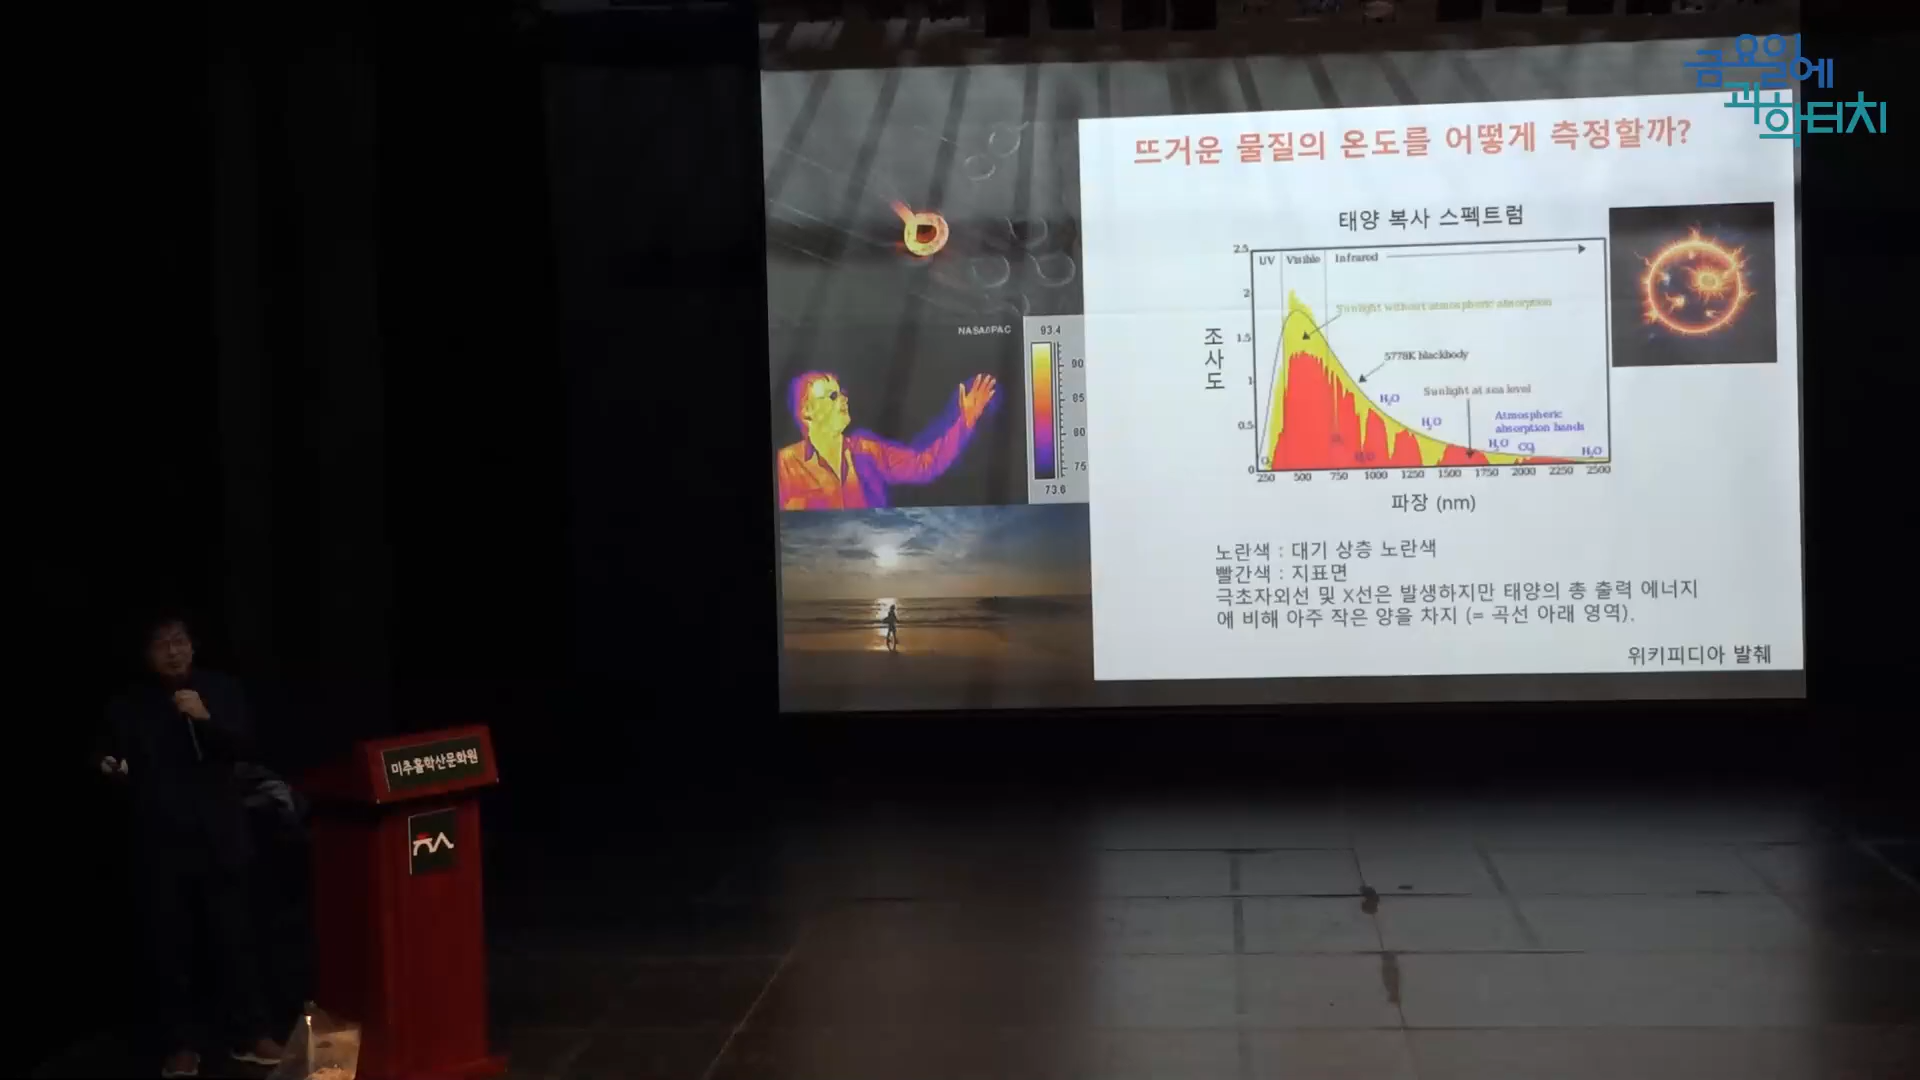 금요일에
과학터치
뜨거운 물질의 온도를 어떻게 측정할까?
태양 복사 스펙트럼
NASA/IPAC
93.4
90
85
80
75
73.6
2.5
2
1.5
1
0.5
0
UV Visible Infrared
Sunlight without atmospheric absorption
5778K blackbody
Sunlight at sea level
H₂O
H₂O
Atmospheric
absorption bands
H₂O CO₂ H₂O
250 500 750 1000 1250 1500 1750 2000 2250 2500
조사도
파장 (nm)
노란색 : 대기 상층 노란색
빨간색 : 지표면
극초자외선 및 X선은 발생하지만 태양의 총 출력 에너지
에 비해 아주 작은 양을 차지 (= 곡선 아래 영역).
위키피디아 발췌
미추홀학산문화원